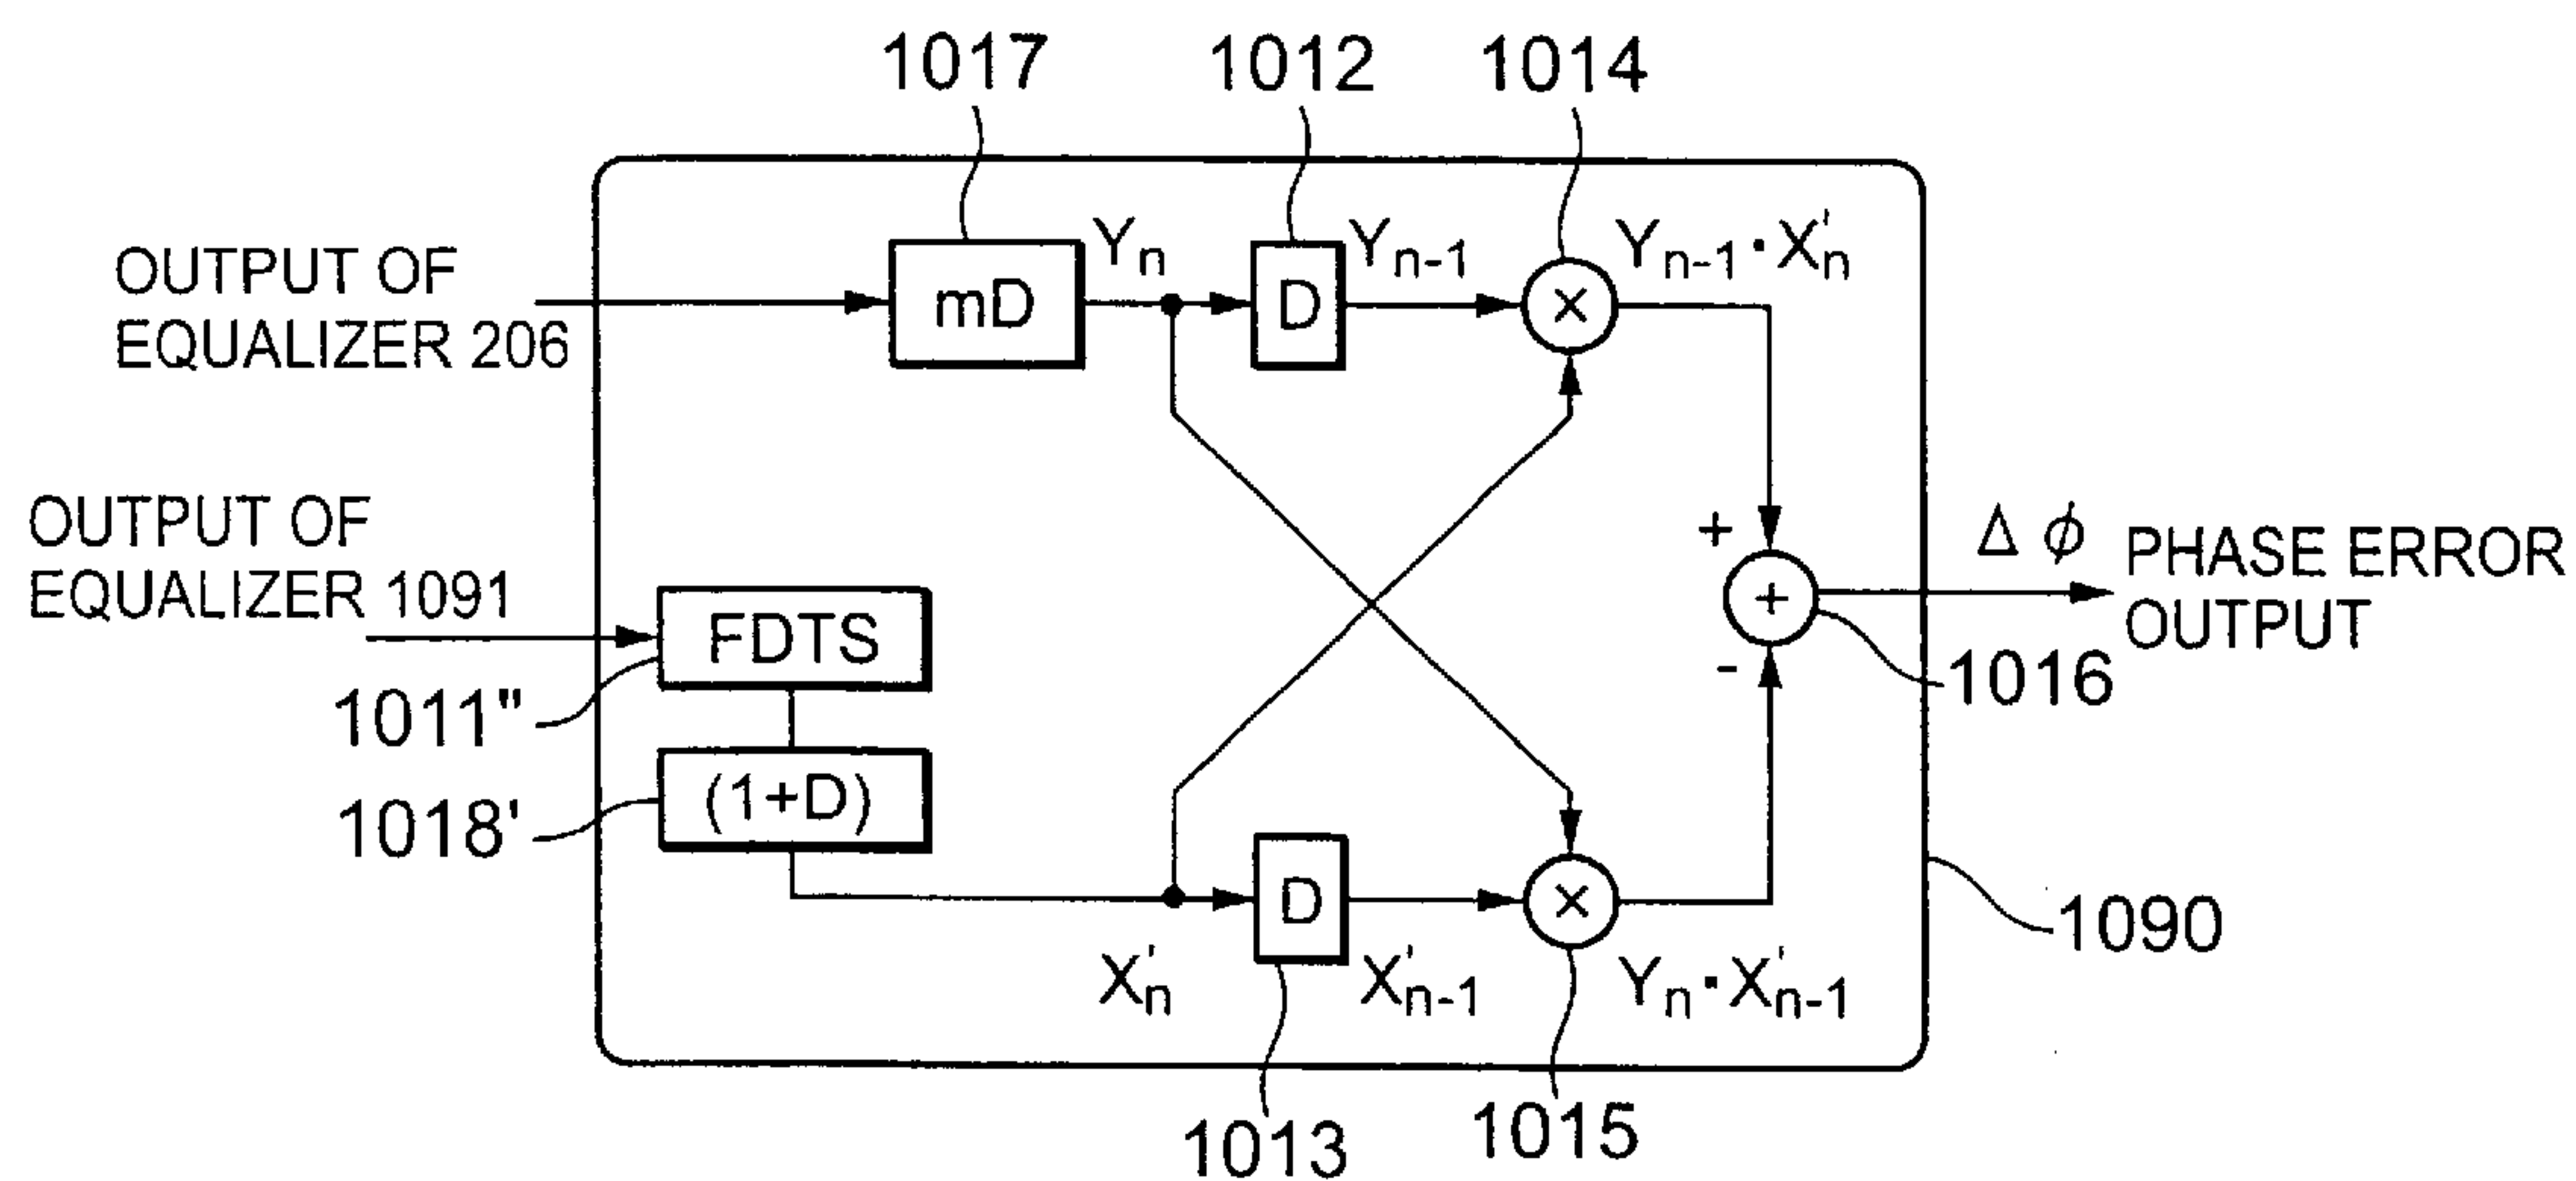 1017
1012
1014
OUTPUT OF
EQUALIZER 206
mD
Yn
D
Yn-1
×
Yn-1·X'n
OUTPUT OF
EQUALIZER 1091
FDTS
1011"
(1+D)
1018'
+
+
-
Δ φ
PHASE ERROR
OUTPUT
1016
D
×
1090
X'n
X'n-1
Yn·X'n-1
1013
1015